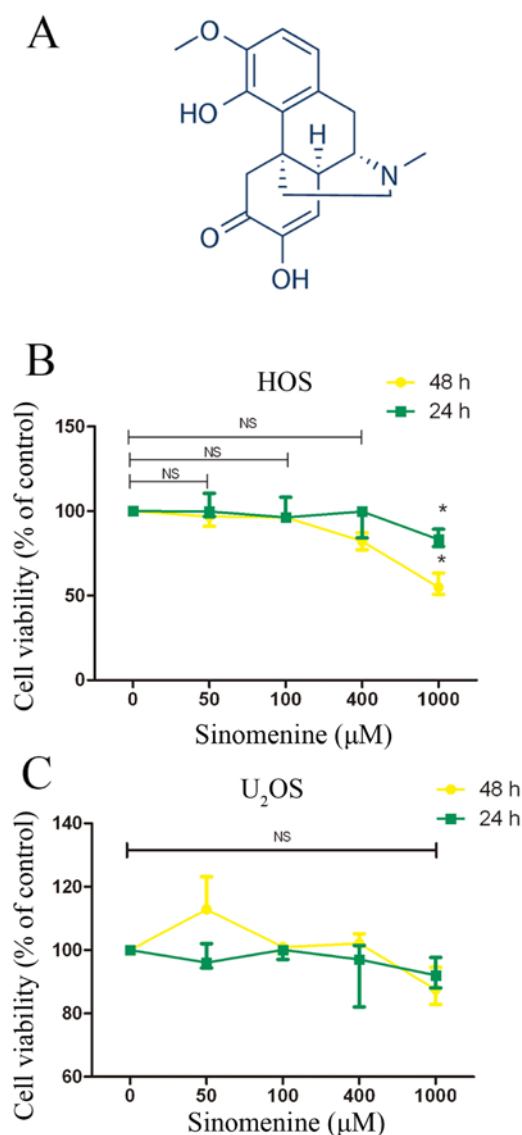 A
O
HO
H
N
O
OH
B
HOS
48 h
24 h
Cell viability (% of control)
150
100
50
0
NS
NS
NS
*
*
0 50 100 400 1000
Sinomenine (μM)
C
U₂OS
48 h
24 h
Cell viability (% of control)
140
120
100
80
60
NS
0 50 100 400 1000
Sinomenine (μM)